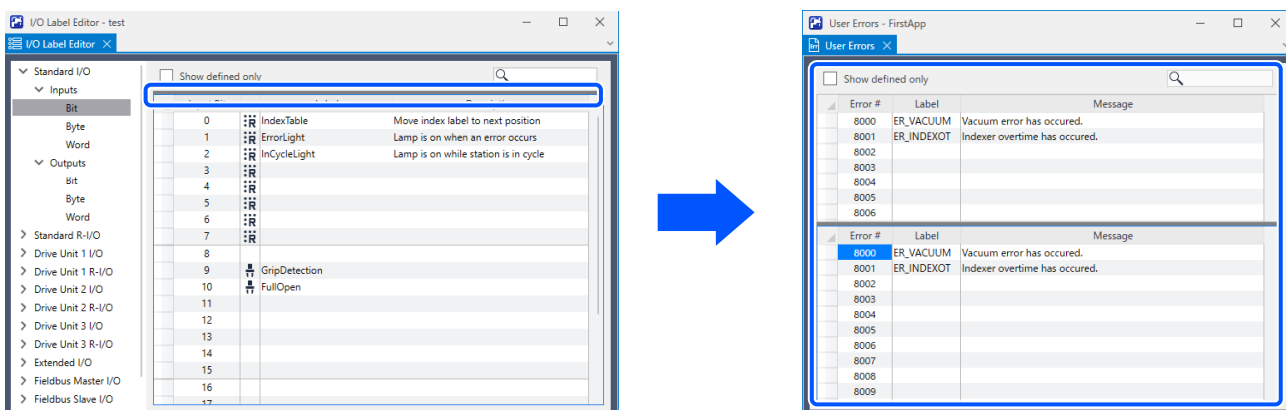 I/O Label Editor - test
I/O Label Editor
Standard I/O
Inputs
Bit
Byte
Word
Outputs
Bit
Byte
Word
Standard R-I/O
Drive Unit 1 I/O
Drive Unit 1 R-I/O
Drive Unit 2 I/O
Drive Unit 2 R-I/O
Drive Unit 3 I/O
Drive Unit 3 R-I/O
Extended I/O
Fieldbus Master I/O
Fieldbus Slave I/O
Show defined only
0 IndexTable Move index label to next position
1 ErrorLight Lamp is on when an error occurs
2 InCycleLight Lamp is on while station is in cycle
3
4
5
6
7
8
9 GripDetection
10 FullOpen
11
12
13
14
15
16
17
User Errors - FirstApp
User Errors
Show defined only
Error # Label Message
8000 ER_VACUUM Vacuum error has occured.
8001 ER_INDEXOT Indexer overtime has occured.
8002
8003
8004
8005
8006
Error # Label Message
8000 ER_VACUUM Vacuum error has occured.
8001 ER_INDEXOT Indexer overtime has occured.
8002
8003
8004
8005
8006
8007
8008
8009